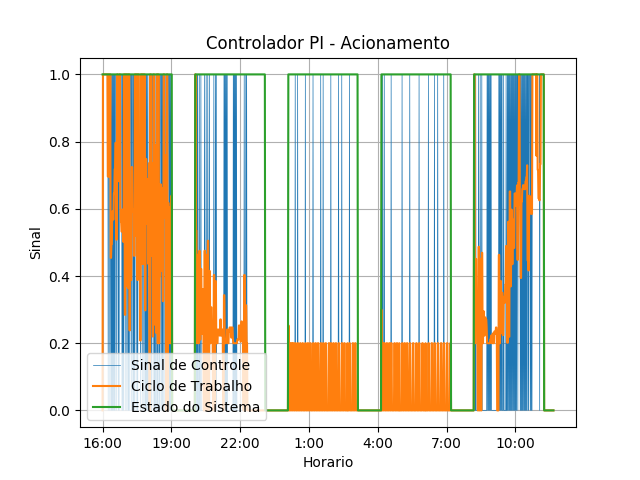 Controlador PI - Acionamento
1.0
0.8
0.6
0.4
0.2
0.0
Sinal
Sinal de Controle
Ciclo de Trabalho
Estado do Sistema
16:00 19:00 22:00 1:00 4:00 7:00 10:00
Horario